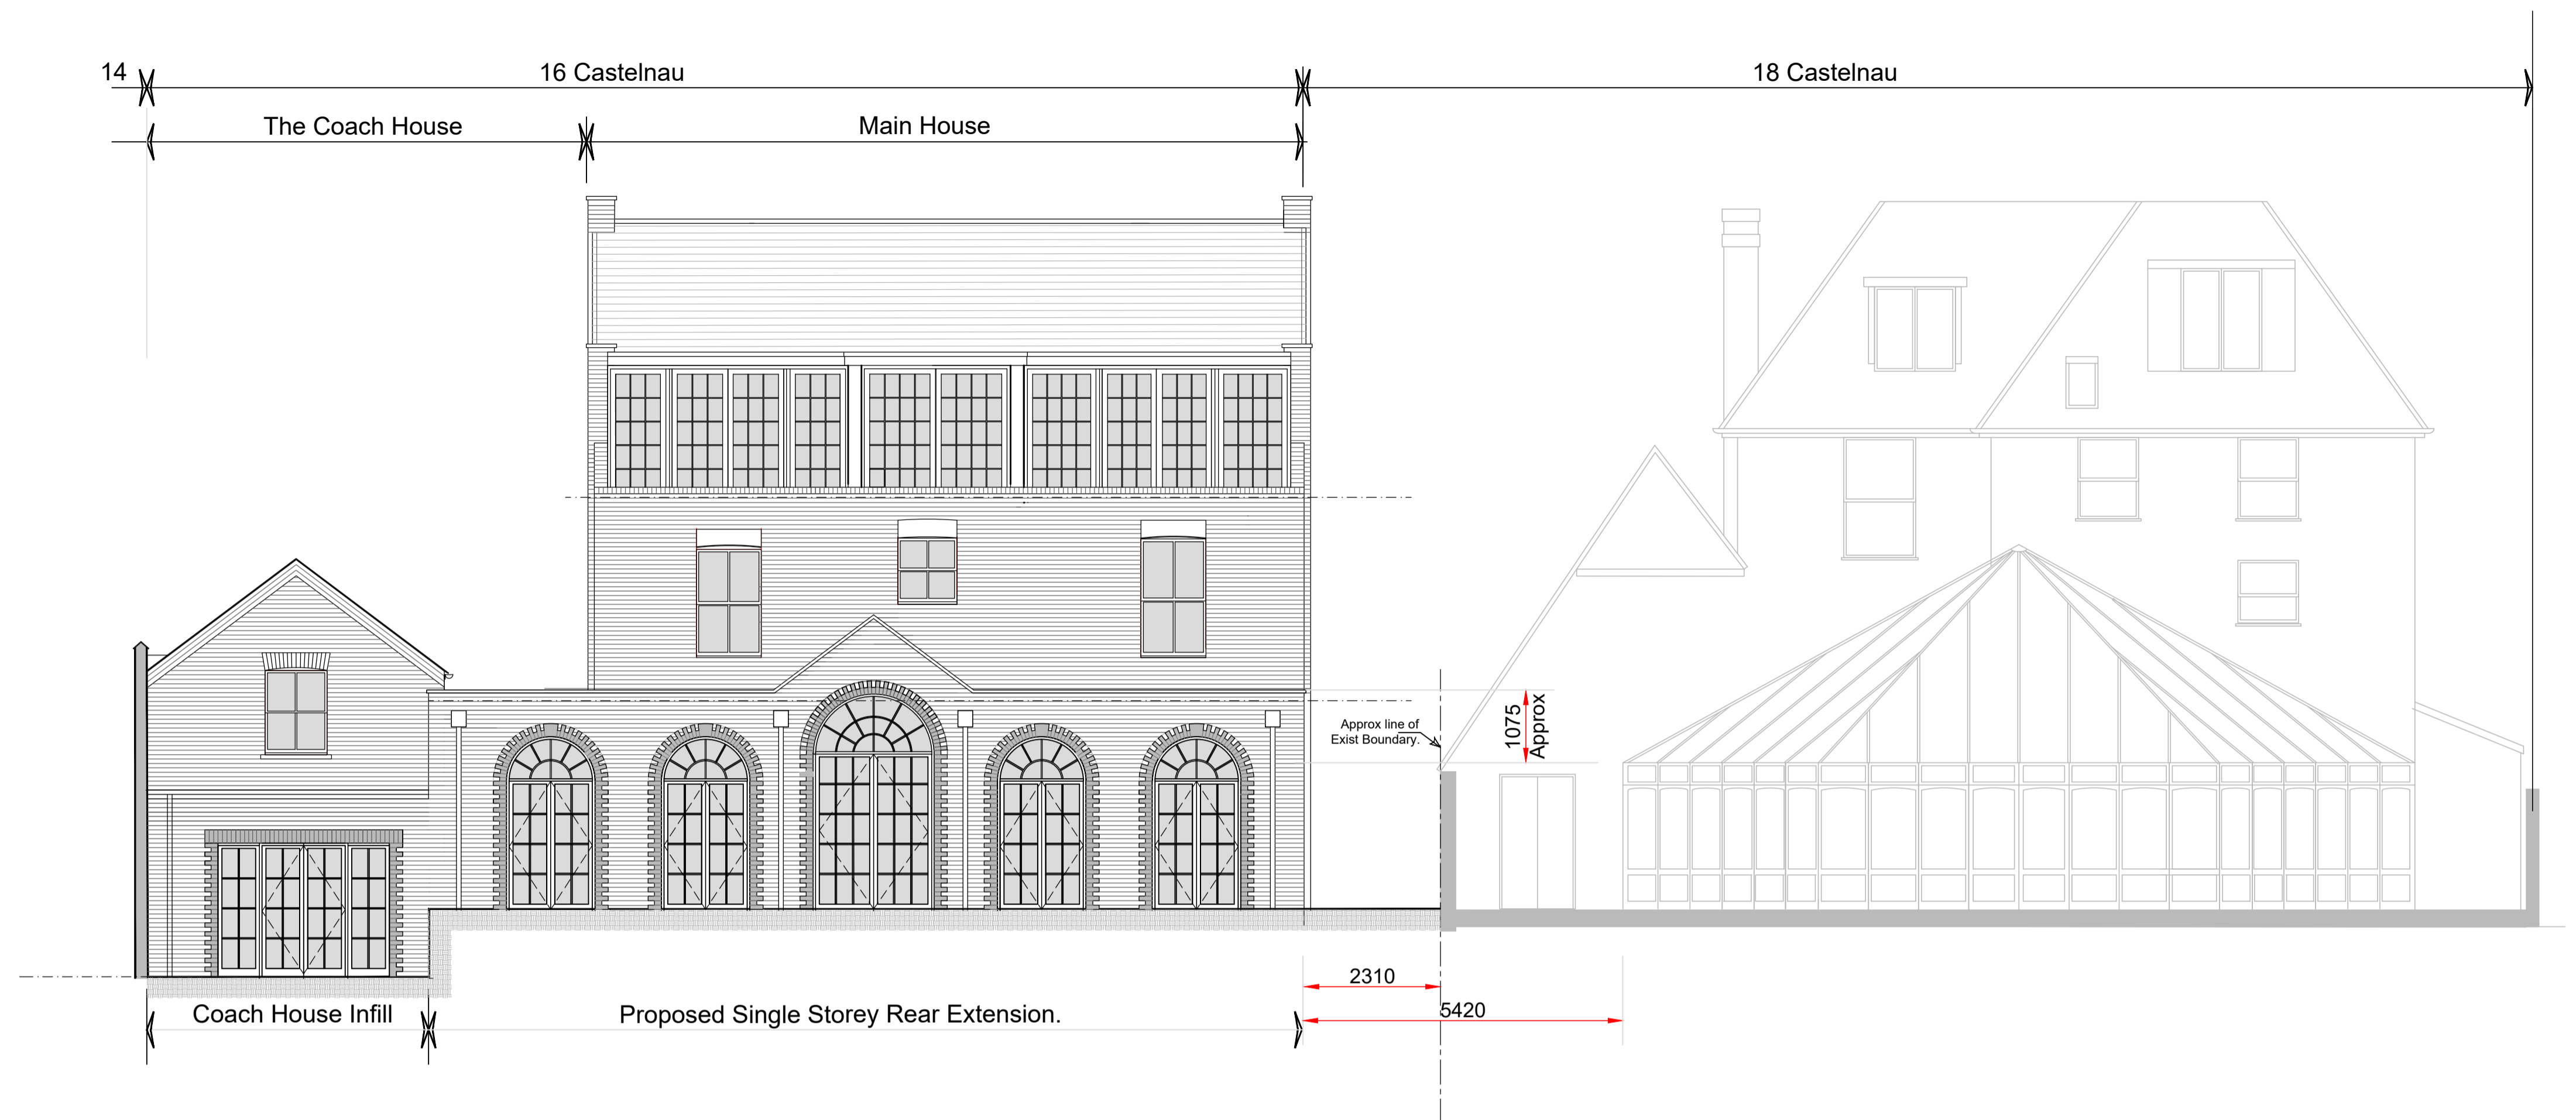 14
16 Castelnau
18 Castelnau
The Coach House
Main House
Approx line of
Exist Boundary.
1075
Approx
2310
5420
Coach House Infill
Proposed Single Storey Rear Extension.